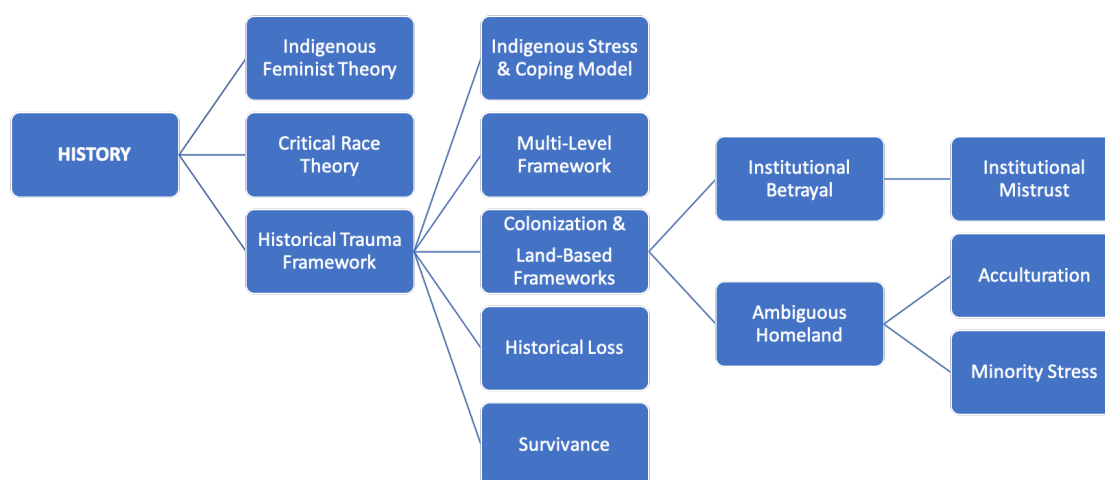 HISTORY
Indigenous
Feminist Theory
Critical Race
Theory
Historical Trauma
Framework
Indigenous Stress
& Coping Model
Multi-Level
Framework
Colonization &
Land-Based
Frameworks
Historical Loss
Survivance
Institutional
Betrayal
Ambiguous
Homeland
Institutional
Mistrust
Acculturation
Minority Stress